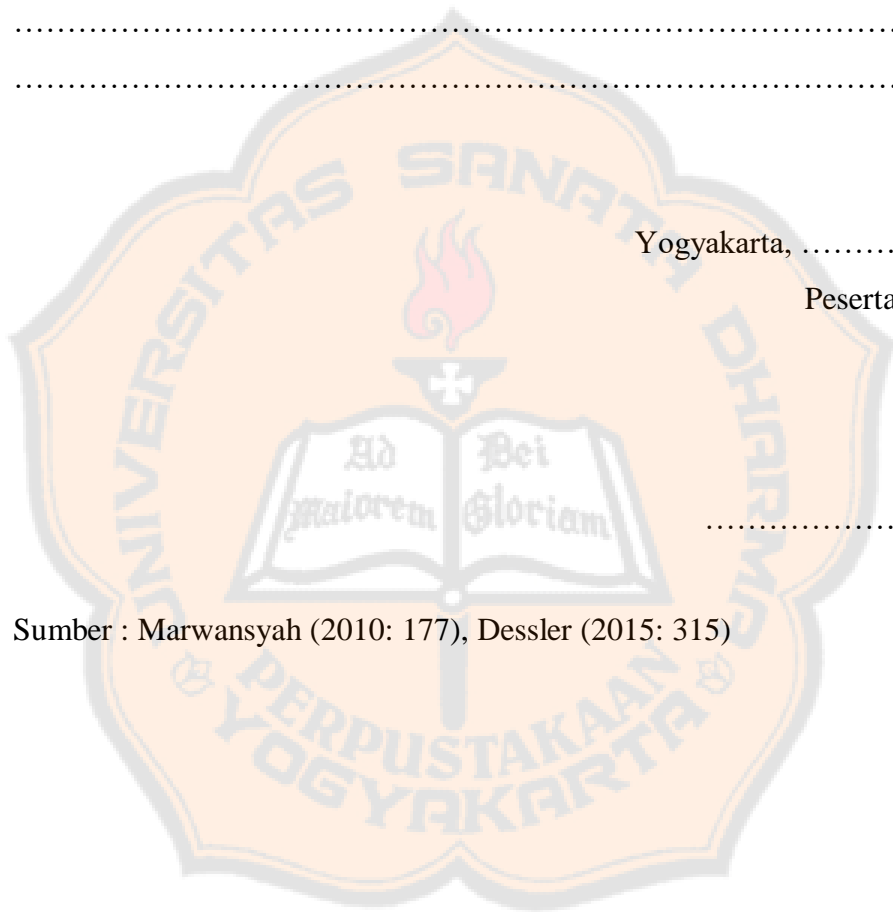 ……………………………………………………………………………
……………………………………………………………………………
UNIVERSITAS SANATA DHARMA
Yogyakarta, ………
Peserta
Ad Dei
Maiorem Gloriam
………………
Sumber : Marwansyah (2010: 177), Dessler (2015: 315)
PERPUSTAKAAN
YOGYAKARTA